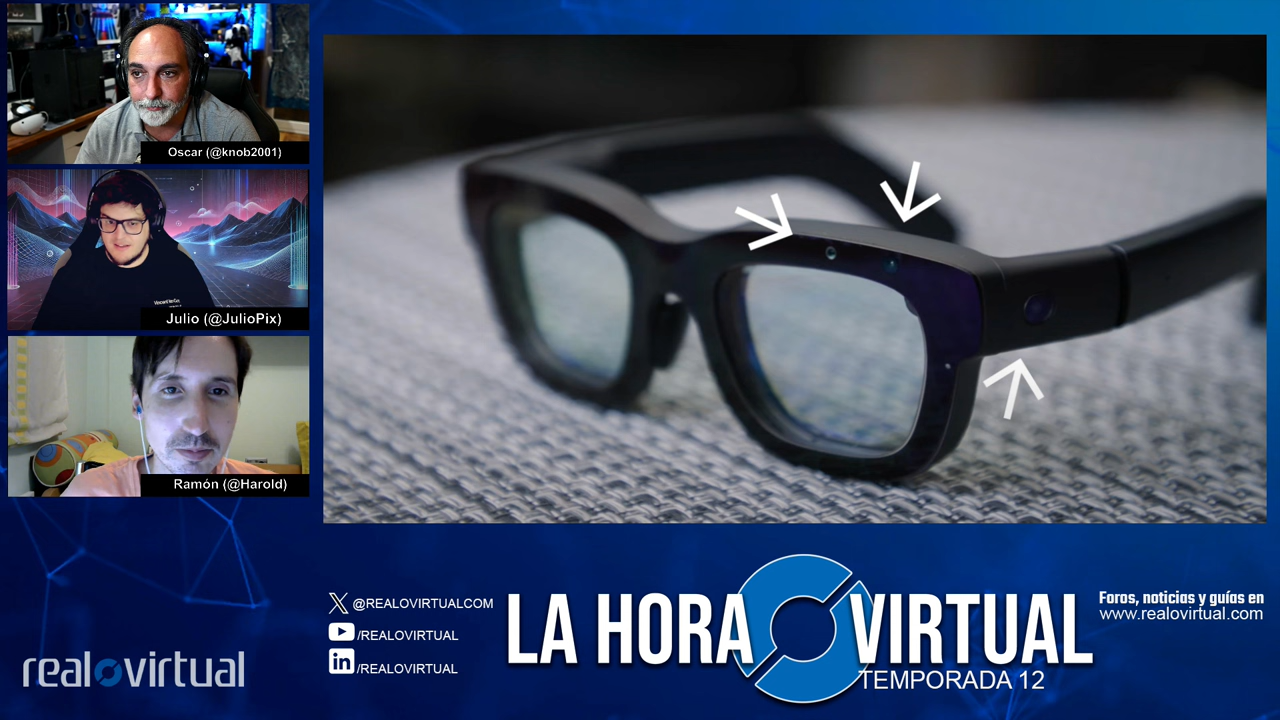 Oscar (@knob2001)
Julio (@JulioPix)
Ramón (@Harold)
@REALOVIRTUALCOM
/REALOVIRTUAL
/REALOVIRTUAL
LA HORA VIRTUAL
TEMPORADA 12
Foros, noticias y guías en
www.realovirtual.com
realovirtual